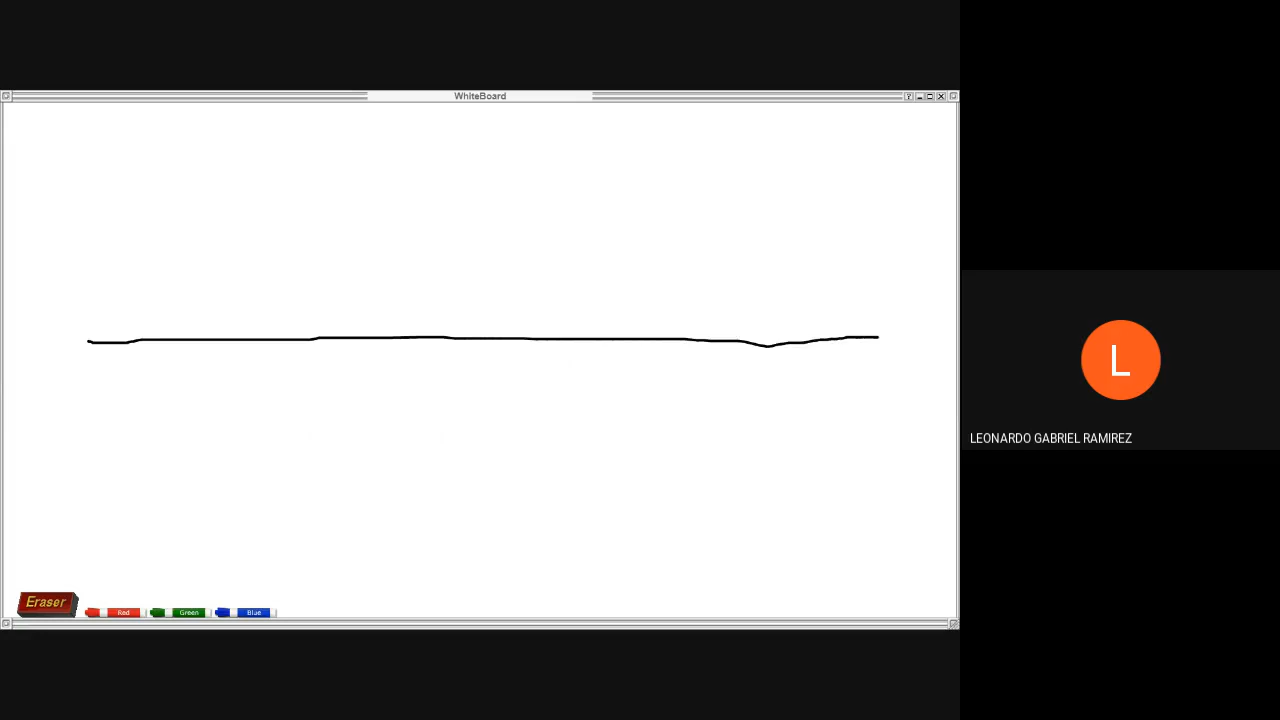 WhiteBoard
L
LEONARDO GABRIEL RAMIREZ
Eraser
Red
Green
Blue